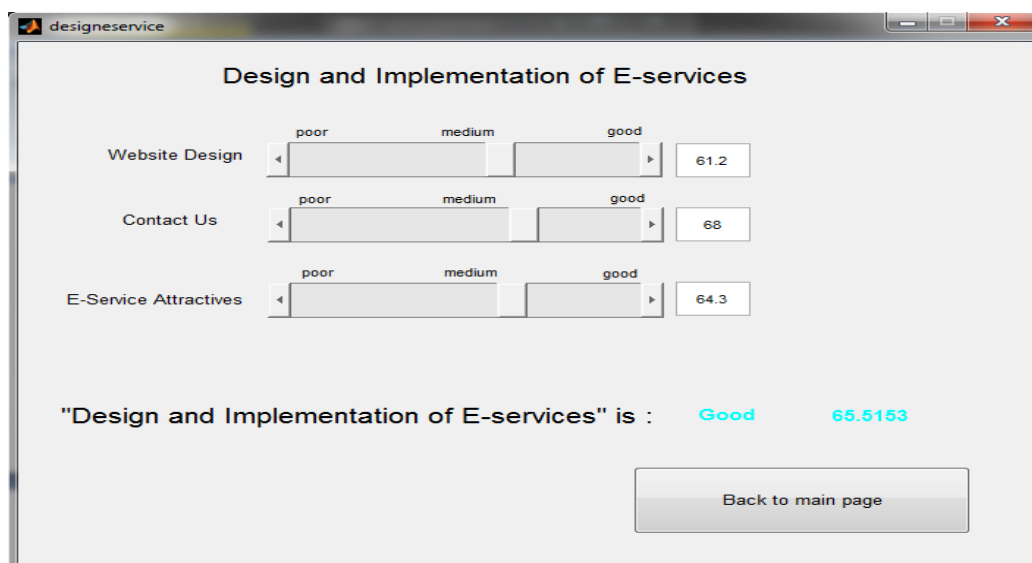 designeservice
Design and Implementation of E-services
poor medium good
Website Design 61.2
poor medium good
Contact Us 68
poor medium good
E-Service Attractives 64.3
"Design and Implementation of E-services" is : Good 65.5153
Back to main page